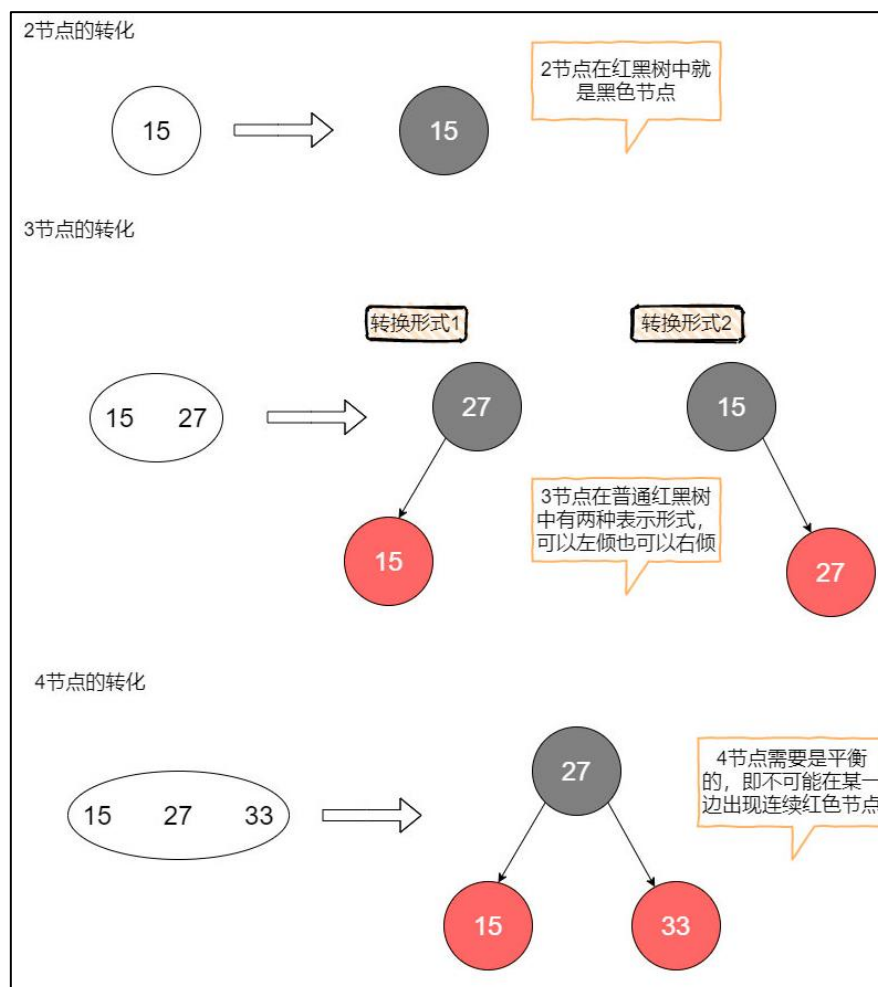 2节点的转化
2节点在红黑树中就
是黑色节点
15
15
3节点的转化
转换形式1
转换形式2
27
15
15 27
3节点在普通红黑树
中有两种表示形式，
可以左倾也可以右倾
15
27
4节点的转化
27
4节点需要是平衡
的，即不可能在某一
边出现连续红色节点
15 27 33
15
33